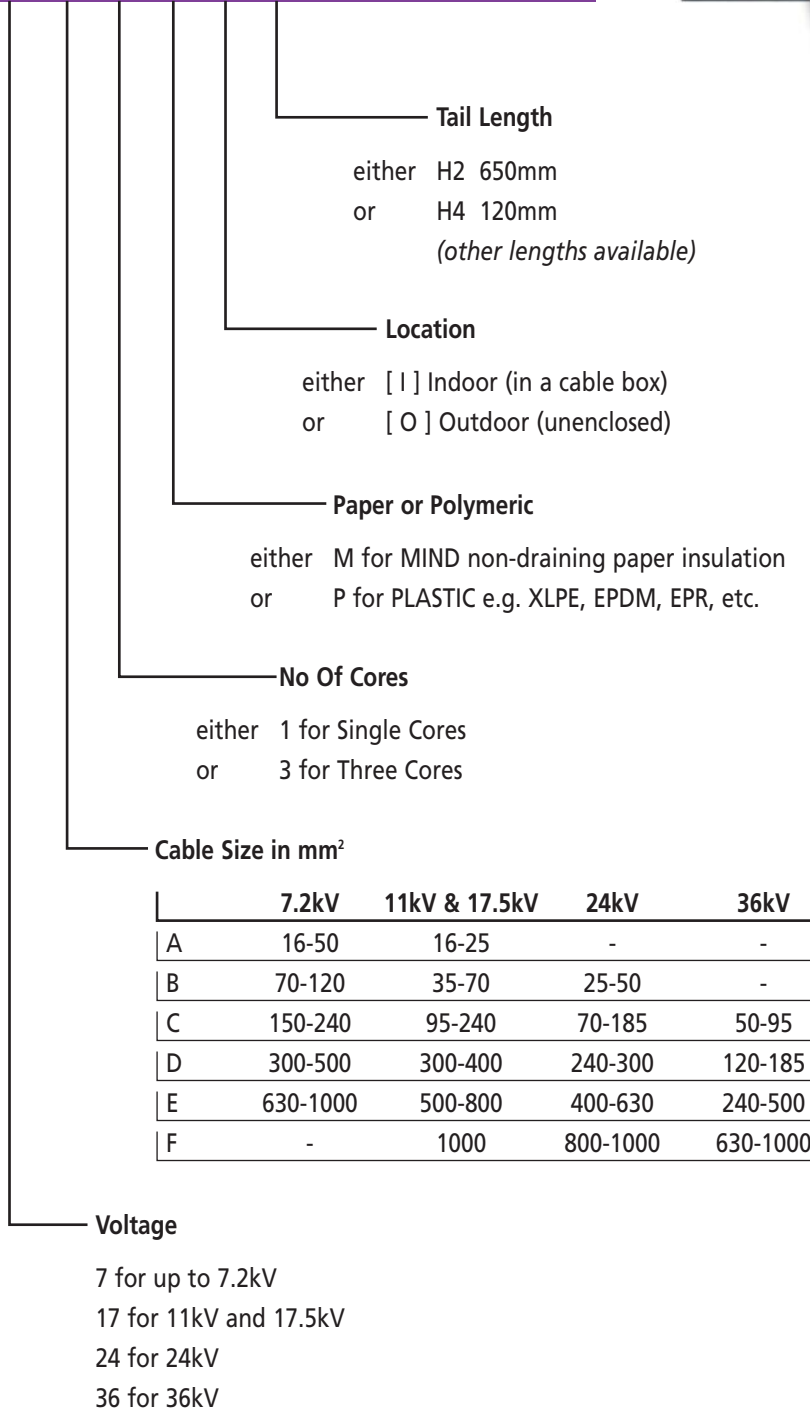 Tail Length
either H2 650mm
or H4 120mm
(other lengths available)
Location
either [ I ] Indoor (in a cable box)
or [ O ] Outdoor (unenclosed)
Paper or Polymeric
either M for MIND non-draining paper insulation
or P for PLASTIC e.g. XLPE, EPDM, EPR, etc.
No Of Cores
either 1 for Single Cores
or 3 for Three Cores
Cable Size in mm²
7.2kV 11kV & 17.5kV 24kV 36kV
A 16-50 16-25 - -
B 70-120 35-70 25-50 -
C 150-240 95-240 70-185 50-95
D 300-500 300-400 240-300 120-185
E 630-1000 500-800 400-630 240-500
F - 1000 800-1000 630-1000
Voltage
7 for up to 7.2kV
17 for 11kV and 17.5kV
24 for 24kV
36 for 36kV